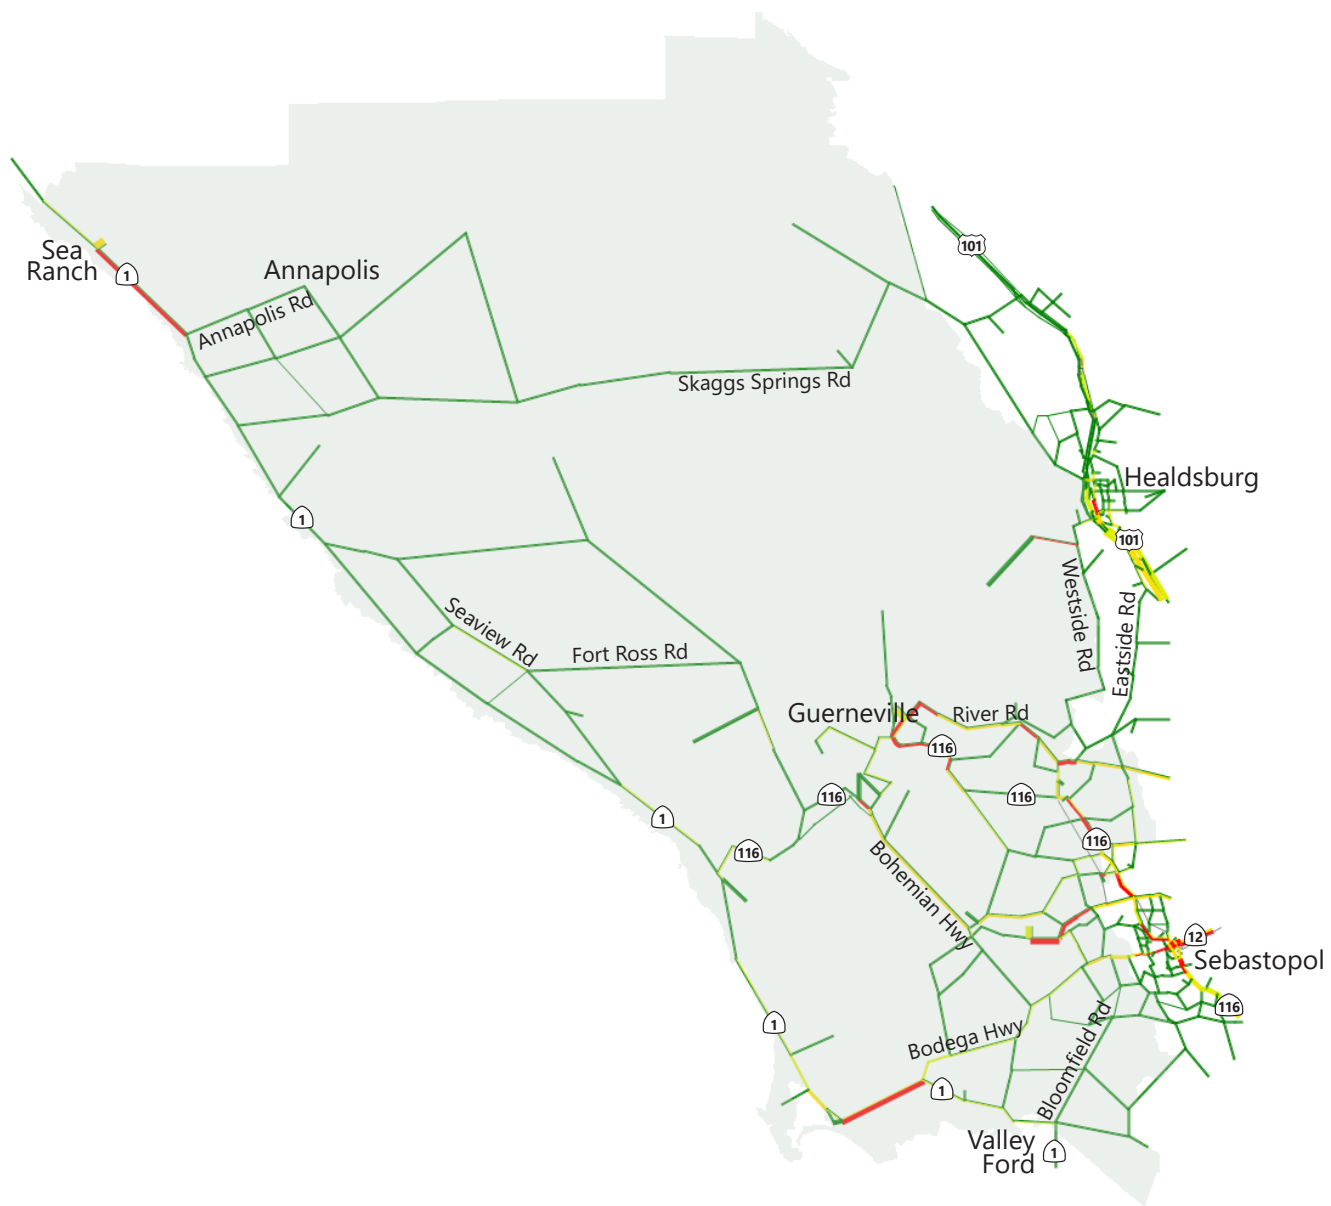 101
Sea
Ranch
1
Annapolis
Annapolis Rd
Skaggs Springs Rd
Healdsburg
1
101
Westside Rd
Eastside Rd
Seaview Rd
Fort Ross Rd
Guerneville
River Rd
116
116
116
1
116
116
Bohemian Hwy
12
Sebastopol
116
1
Bodega Hwy
Bloomfield Rd
1
Valley
Ford
1